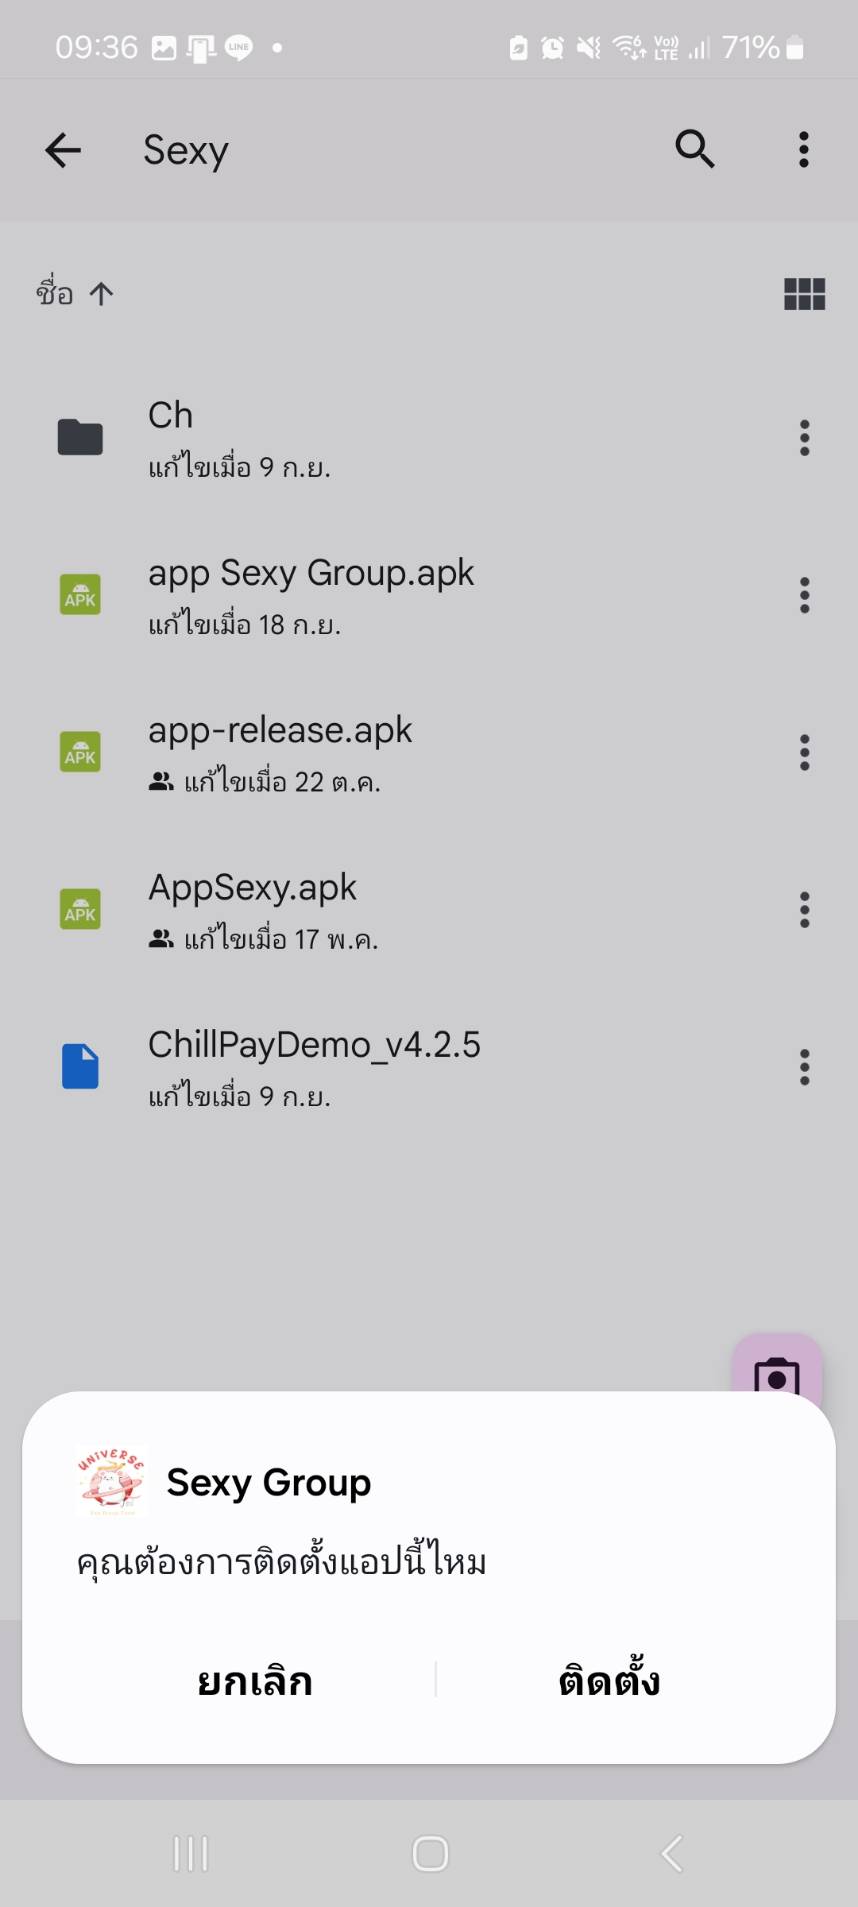 09:36 LINE Vo)) LTE 6 71%
Sexy
ชื่อ
Ch
แก้ไขเมื่อ 9 ก.ย.
APK
app Sexy Group.apk
แก้ไขเมื่อ 18 ก.ย.
APK
app-release.apk
แก้ไขเมื่อ 22 ต.ค.
APK
AppSexy.apk
แก้ไขเมื่อ 17 พ.ค.
ChillPayDemo_v4.2.5
แก้ไขเมื่อ 9 ก.ย.
UNIVERSE
Sexy Group
คุณต้องการติดตั้งแอปนี้ไหม
ยกเลิก ติดตั้ง